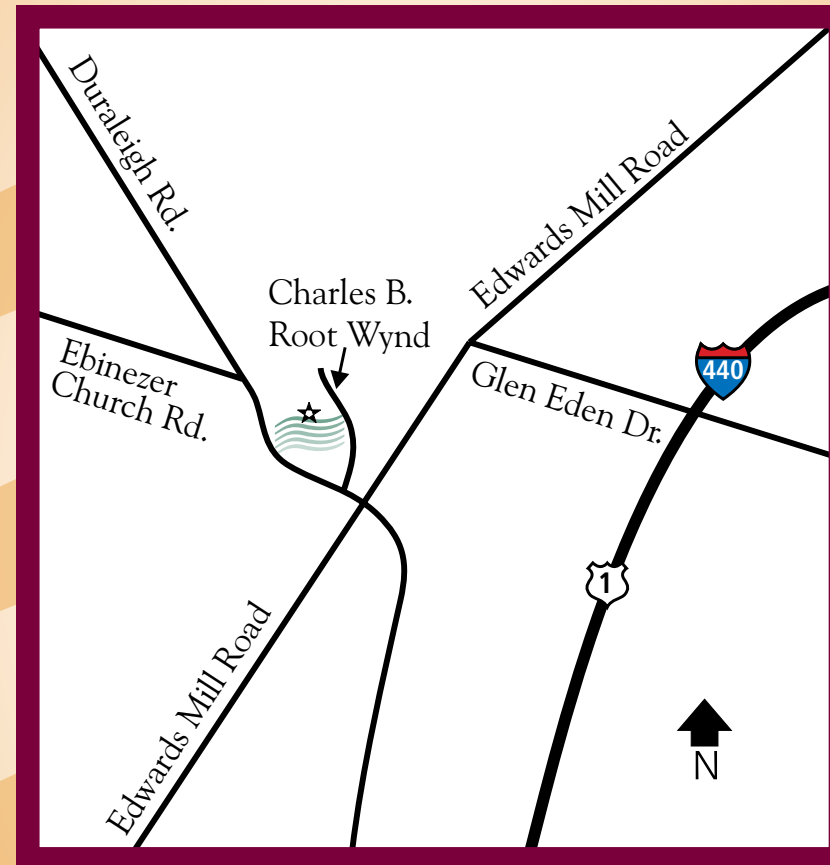 Duraleigh Rd.
Edwards Mill Road
Charles B.
Root Wynd
Ebinezer
Church Rd.
Glen Eden Dr.
440
1
Edwards Mill Road
N